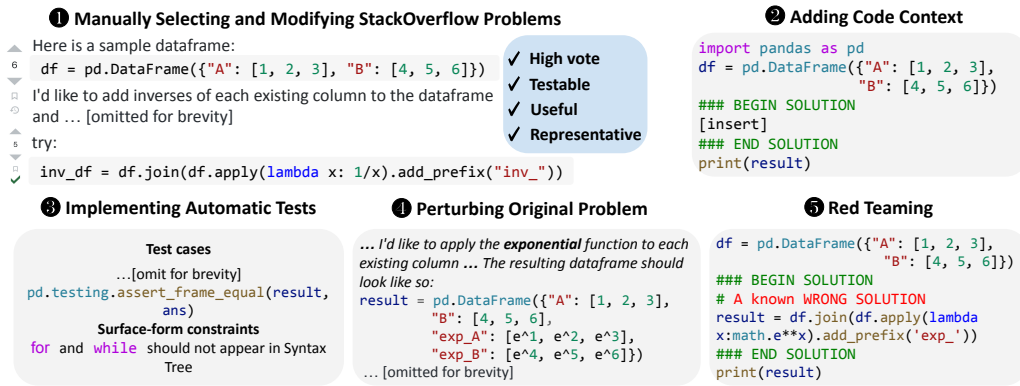 ❶ Manually Selecting and Modifying StackOverflow Problems
6
Here is a sample dataframe:
df = pd.DataFrame({"A": [1, 2, 3], "B": [4, 5, 6]})
I'd like to add inverses of each existing column to the dataframe
and ... [omitted for brevity]
5
try:
inv_df = df.join(df.apply(lambda x: 1/x).add_prefix("inv_"))
✓ High vote
✓ Testable
✓ Useful
✓ Representative
❷ Adding Code Context
import pandas as pd
df = pd.DataFrame({"A": [1, 2, 3],
"B": [4, 5, 6]})
### BEGIN SOLUTION
[insert]
### END SOLUTION
print(result)
❸ Implementing Automatic Tests
Test cases
...[omit for brevity]
pd.testing.assert_frame_equal(result,
ans)
Surface-form constraints
for and while should not appear in Syntax
Tree
❹ Perturbing Original Problem
... I'd like to apply the exponential function to each
existing column ... The resulting dataframe should
look like so:
result = pd.DataFrame({"A": [1, 2, 3],
"B": [4, 5, 6],
"exp_A": [e^1, e^2, e^3],
"exp_B": [e^4, e^5, e^6]})
... [omitted for brevity]
❺ Red Teaming
df = pd.DataFrame({"A": [1, 2, 3],
"B": [4, 5, 6]})
### BEGIN SOLUTION
# A known WRONG SOLUTION
result = df.join(df.apply(lambda
x:math.e**x).add_prefix('exp_'))
### END SOLUTION
print(result)